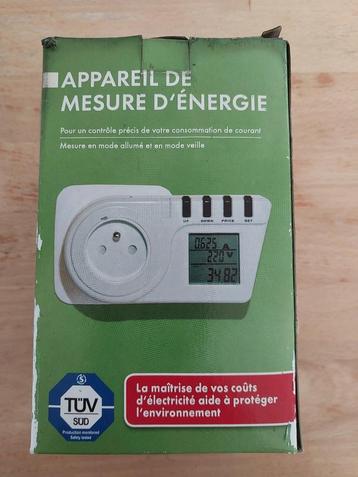 APPAREIL DE
MESURE D'ÉNERGIE
Pour un contrôle précis de votre consommation de courant
Mesure en mode allumé et en mode veille
UP DOWN PRICE SET
0.625 A
220 V
34.82
TÜV
SÜD
Production monitored
Safety tested
La maîtrise de vos coûts
d'électricité aide à protéger
l'environnement